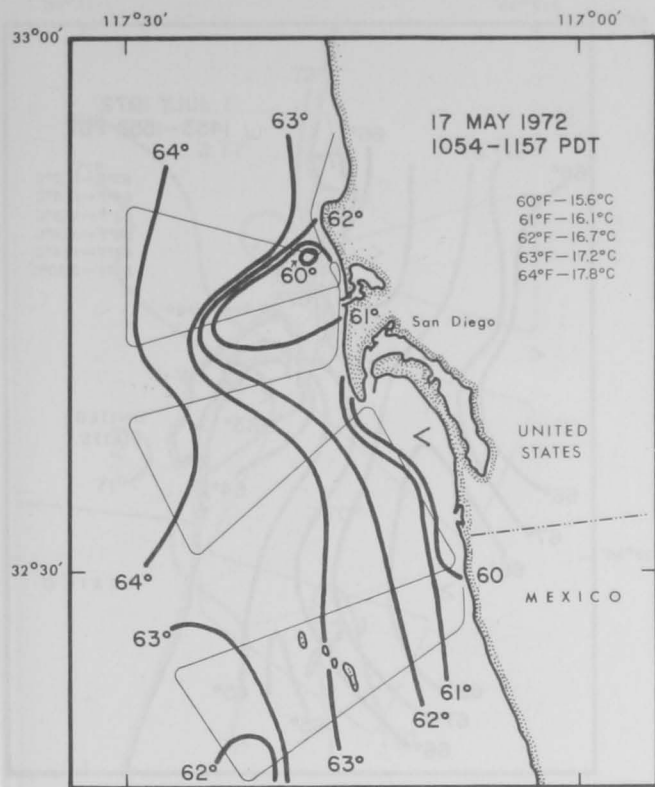 117°30′ 117°00′
33°00′
17 MAY 1972
1054–1157 PDT
63°
64°
60°F — 15.6°C
61°F — 16.1°C
62°F — 16.7°C
63°F — 17.2°C
64°F — 17.8°C
62°
60°
61°
San Diego
<
UNITED
STATES
32°30′
64°
60
MEXICO
63°
61°
62°
63°
62°